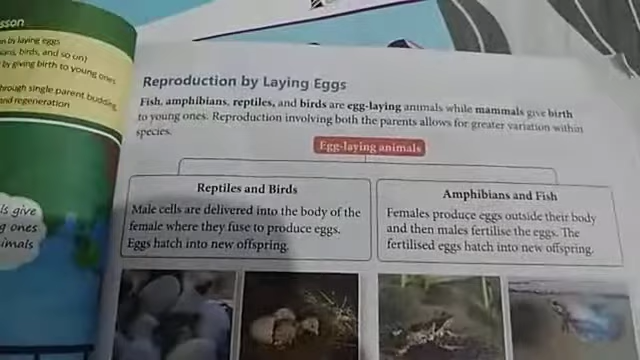 sson
n by laying eggs
ians, birds, and so on)
by giving birth to young ones
hrough single parent budding,
and regeneration
ls give
g ones
imals
Reproduction by Laying Eggs
Fish, amphibians, reptiles, and birds are egg-laying animals while mammals give birth
to young ones. Reproduction involving both the parents allows for greater variation within
species.
Egg-laying animals
Reptiles and Birds
Male cells are delivered into the body of the
female where they fuse to produce eggs.
Eggs hatch into new offspring.
Amphibians and Fish
Females produce eggs outside their body
and then males fertilise the eggs. The
fertilised eggs hatch into new offspring.